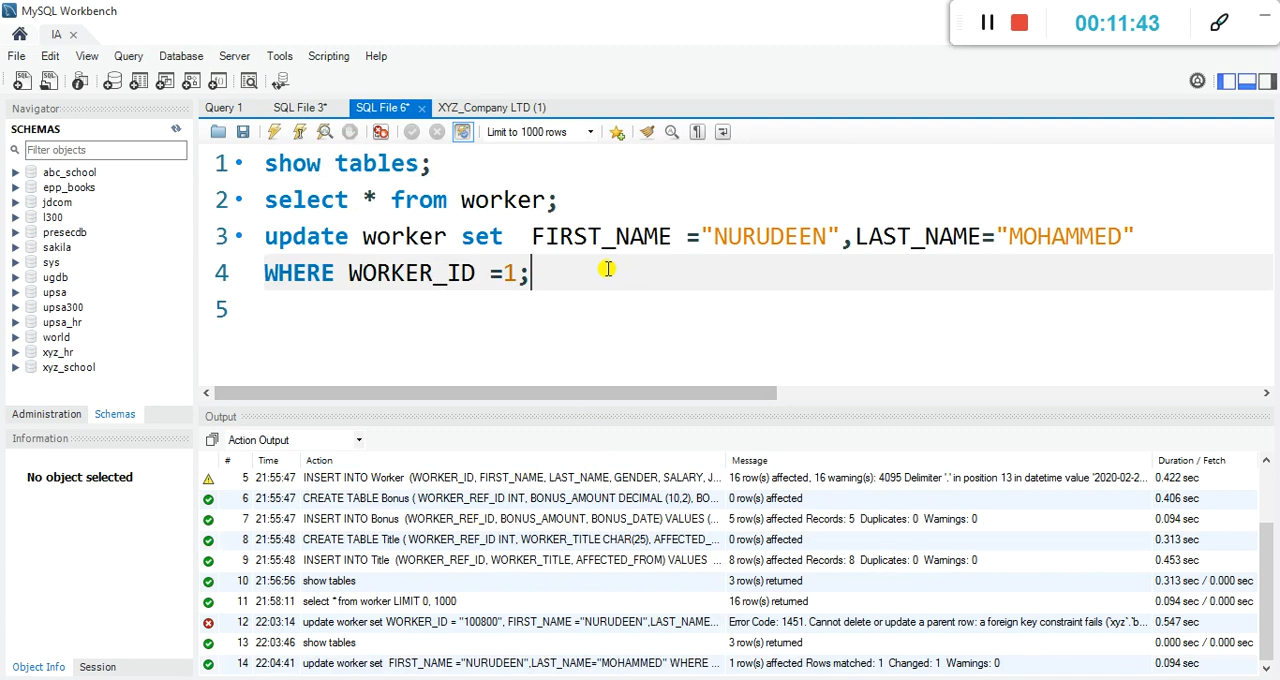 MySQL Workbench
00:11:43
IA
File Edit View Query Database Server Tools Scripting Help
Navigator
SCHEMAS
Filter objects
abc_school
epp_books
jdcom
l300
presecdb
sakila
sys
ugdb
upsa
upsa300
upsa_hr
world
xyz_hr
xyz_school
Administration Schemas
Information
No object selected
Object Info Session
Query 1 SQL File 3* SQL File 6* XYZ_Company LTD (1)
Limit to 1000 rows
1 show tables;
2 select * from worker;
3 update worker set FIRST_NAME ="NURUDEEN",LAST_NAME="MOHAMMED"
4 WHERE WORKER_ID =1;
5
Output
Action Output
# Time Action Message Duration / Fetch
5 21:55:47 INSERT INTO Worker (WORKER_ID, FIRST_NAME, LAST_NAME, GENDER, SALARY, J... 16 row(s) affected, 16 warning(s): 4095 Delimiter '.' in position 13 in datetime value '2020-02-2... 0.422 sec
6 21:55:47 CREATE TABLE Bonus ( WORKER_REF_ID INT, BONUS_AMOUNT DECIMAL (10,2), BO... 0 row(s) affected 0.406 sec
7 21:55:47 INSERT INTO Bonus (WORKER_REF_ID, BONUS_AMOUNT, BONUS_DATE) VALUES (... 5 row(s) affected Records: 5 Duplicates: 0 Warnings: 0 0.094 sec
8 21:55:48 CREATE TABLE Title ( WORKER_REF_ID INT, WORKER_TITLE CHAR(25), AFFECTED_... 0 row(s) affected 0.313 sec
9 21:55:48 INSERT INTO Title (WORKER_REF_ID, WORKER_TITLE, AFFECTED_FROM) VALUES ... 8 row(s) affected Records: 8 Duplicates: 0 Warnings: 0 0.453 sec
10 21:56:56 show tables 3 row(s) returned 0.313 sec / 0.000 sec
11 21:58:11 select * from worker LIMIT 0, 1000 16 row(s) returned 0.094 sec / 0.000 sec
12 22:03:14 update worker set WORKER_ID = "100800", FIRST_NAME ="NURUDEEN",LAST_NAME... Error Code: 1451. Cannot delete or update a parent row: a foreign key constraint fails (`xyz`.`b... 0.547 sec
13 22:03:46 show tables 3 row(s) returned 0.000 sec / 0.000 sec
14 22:04:41 update worker set FIRST_NAME ="NURUDEEN",LAST_NAME="MOHAMMED" WHERE ... 1 row(s) affected Rows matched: 1 Changed: 1 Warnings: 0 0.094 sec